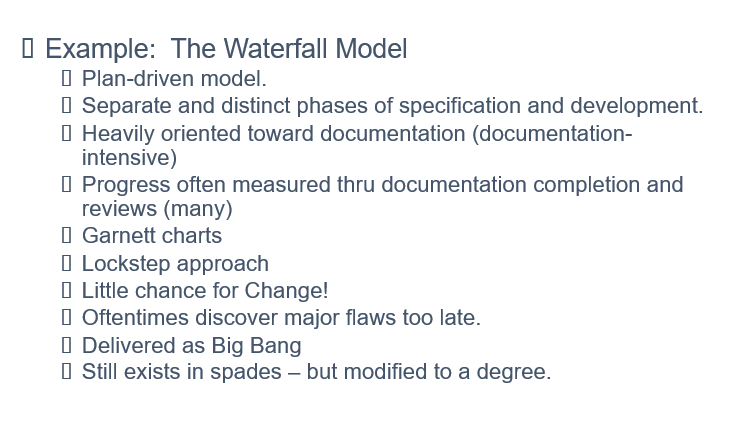 Example:  The Waterfall Model
Plan-driven model.
Separate and distinct phases of specification and development.
Heavily oriented toward documentation (documentation-
intensive)
Progress often measured thru documentation completion and
reviews (many)
Garnett charts
Lockstep approach
Little chance for Change!
Oftentimes discover major flaws too late.
Delivered as Big Bang
Still exists in spades – but modified to a degree.